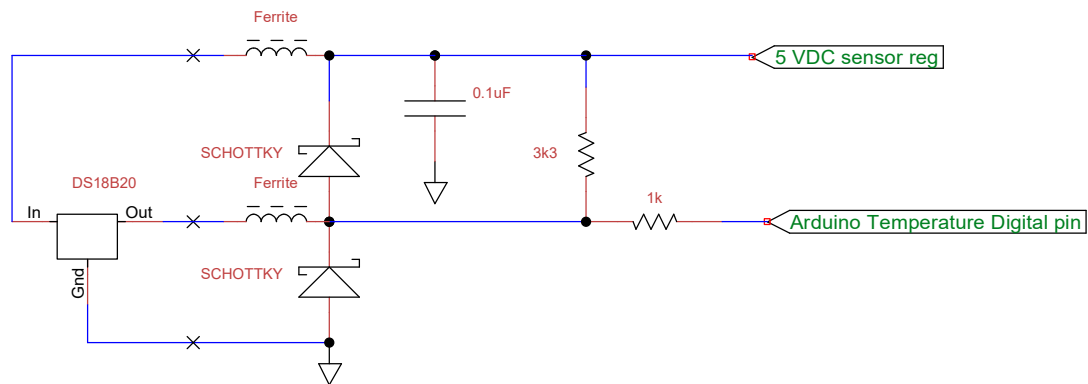 Ferrite
5 VDC sensor reg
0.1uF
SCHOTTKY
3k3
DS18B20
Ferrite
1k
In
Out
Arduino Temperature Digital pin
SCHOTTKY
Gnd